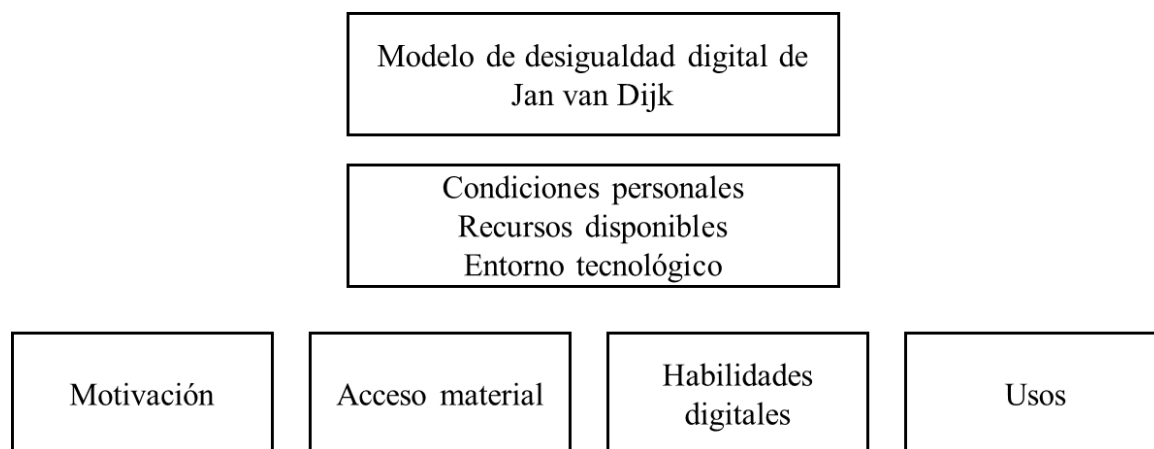 Modelo de desigualdad digital de
Jan van Dijk
Condiciones personales
Recursos disponibles
Entorno tecnológico
Motivación
Acceso material
Habilidades
digitales
Usos